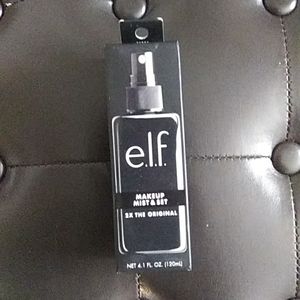 e.l.f.
MAKEUP
MIST & SET
2X THE ORIGINAL
NET 4.1 FL. OZ. (120mL)